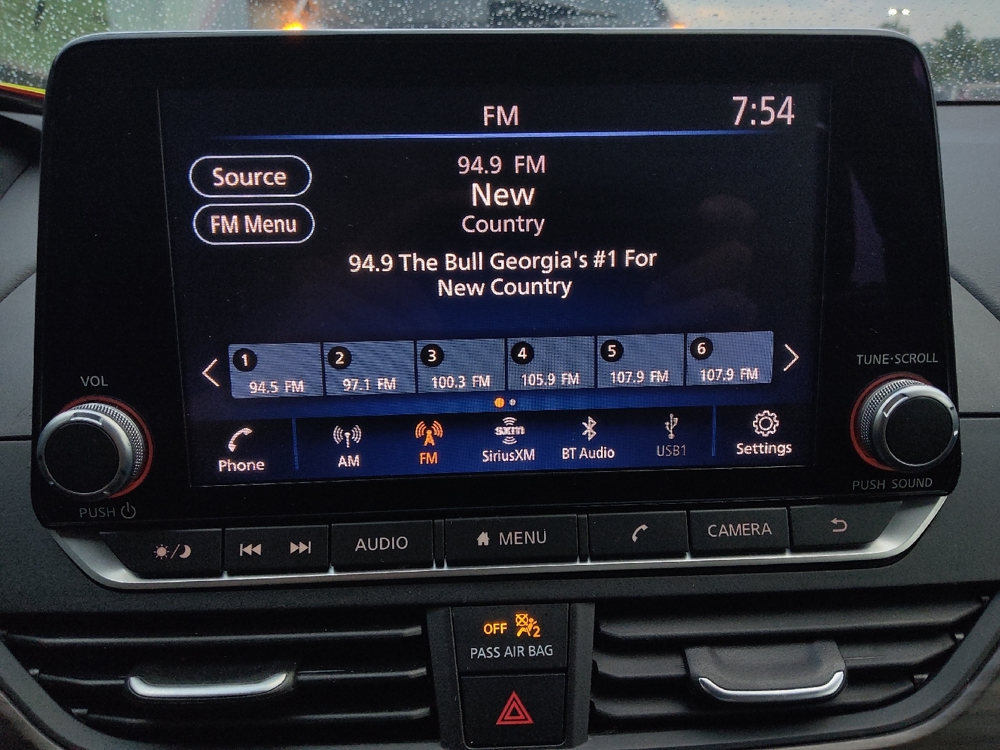 FM
7:54
Source
94.9 FM
New
FM Menu
Country
94.9 The Bull Georgia's #1 For
New Country
1 2 3 4 5 6
94.5 FM 97.1 FM 100.3 FM 105.9 FM 107.9 FM 107.9 FM
VOL
TUNE·SCROLL
Phone
AM
FM
sxm
SiriusXM
BT Audio
USB1
Settings
PUSH
PUSH SOUND
AUDIO
MENU
CAMERA
OFF 2
PASS AIR BAG